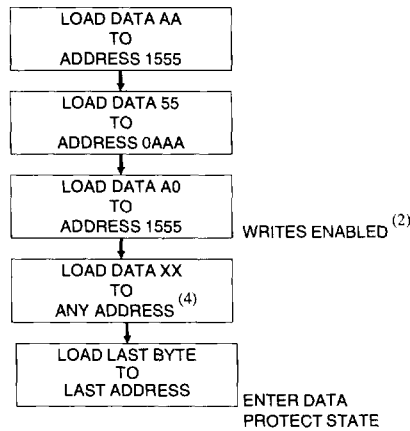 LOAD DATA AA
TO
ADDRESS 1555
LOAD DATA 55
TO
ADDRESS 0AAA
LOAD DATA A0
TO
ADDRESS 1555
WRITES ENABLED (2)
LOAD DATA XX
TO
ANY ADDRESS (4)
LOAD LAST BYTE
TO
LAST ADDRESS
ENTER DATA
PROTECT STATE